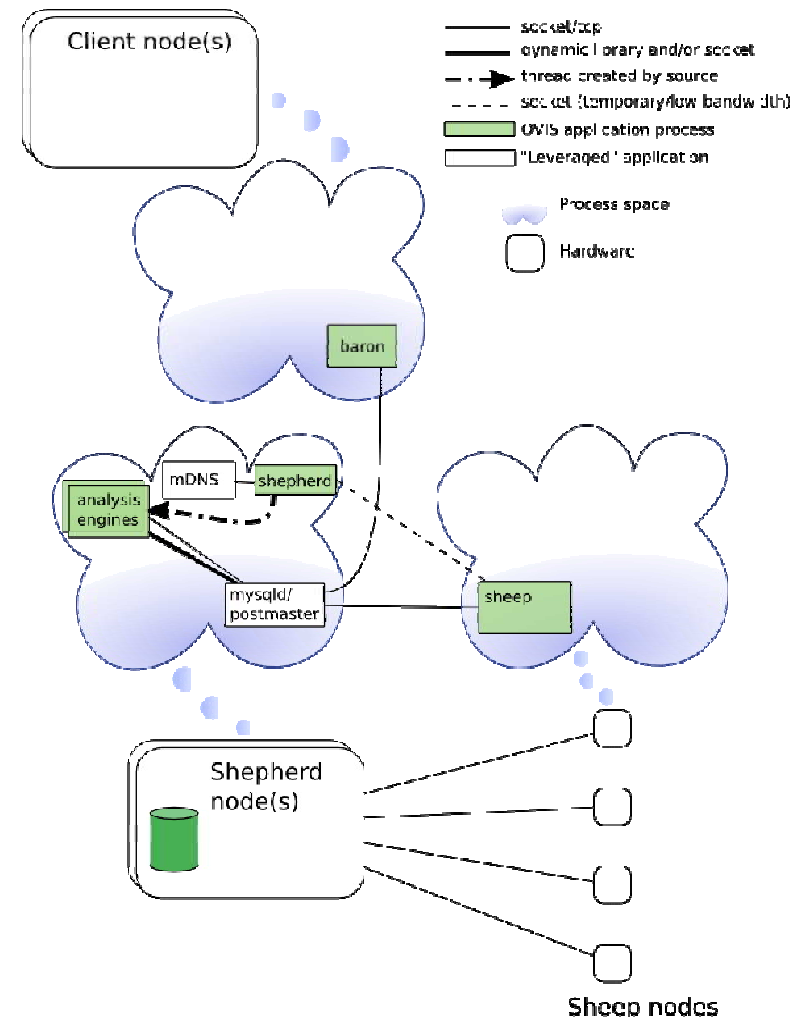 Client node(s)
socket/tcp
dynamic library and/or socket
thread created by source
socket (temporary/low bandwidth)
OVIS application process
"Leveraged" application
Process space
Hardware
baron
mDNS
shepherd
analysis
engines
mysqld/
postmaster
sheep
Shepherd
node(s)
Sheep nodes